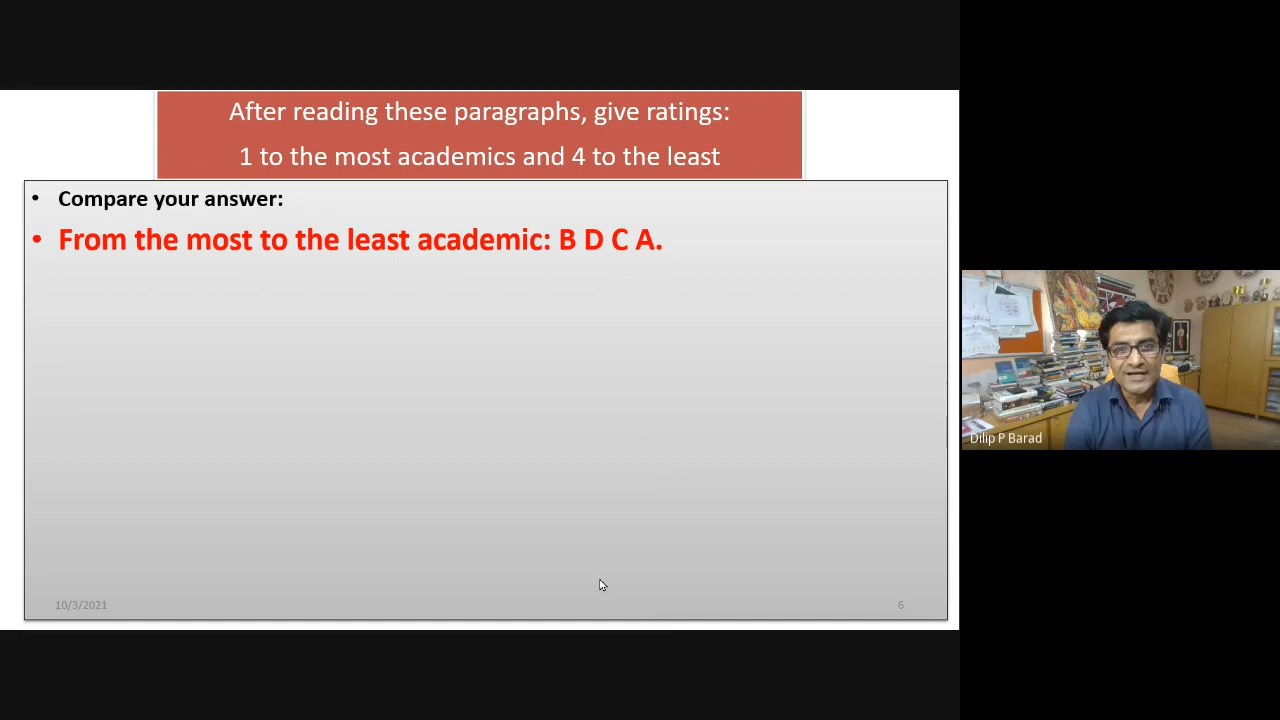 After reading these paragraphs, give ratings:
1 to the most academics and 4 to the least
• Compare your answer:
• From the most to the least academic: B D C A.
10/3/2021
6
Dilip P Barad